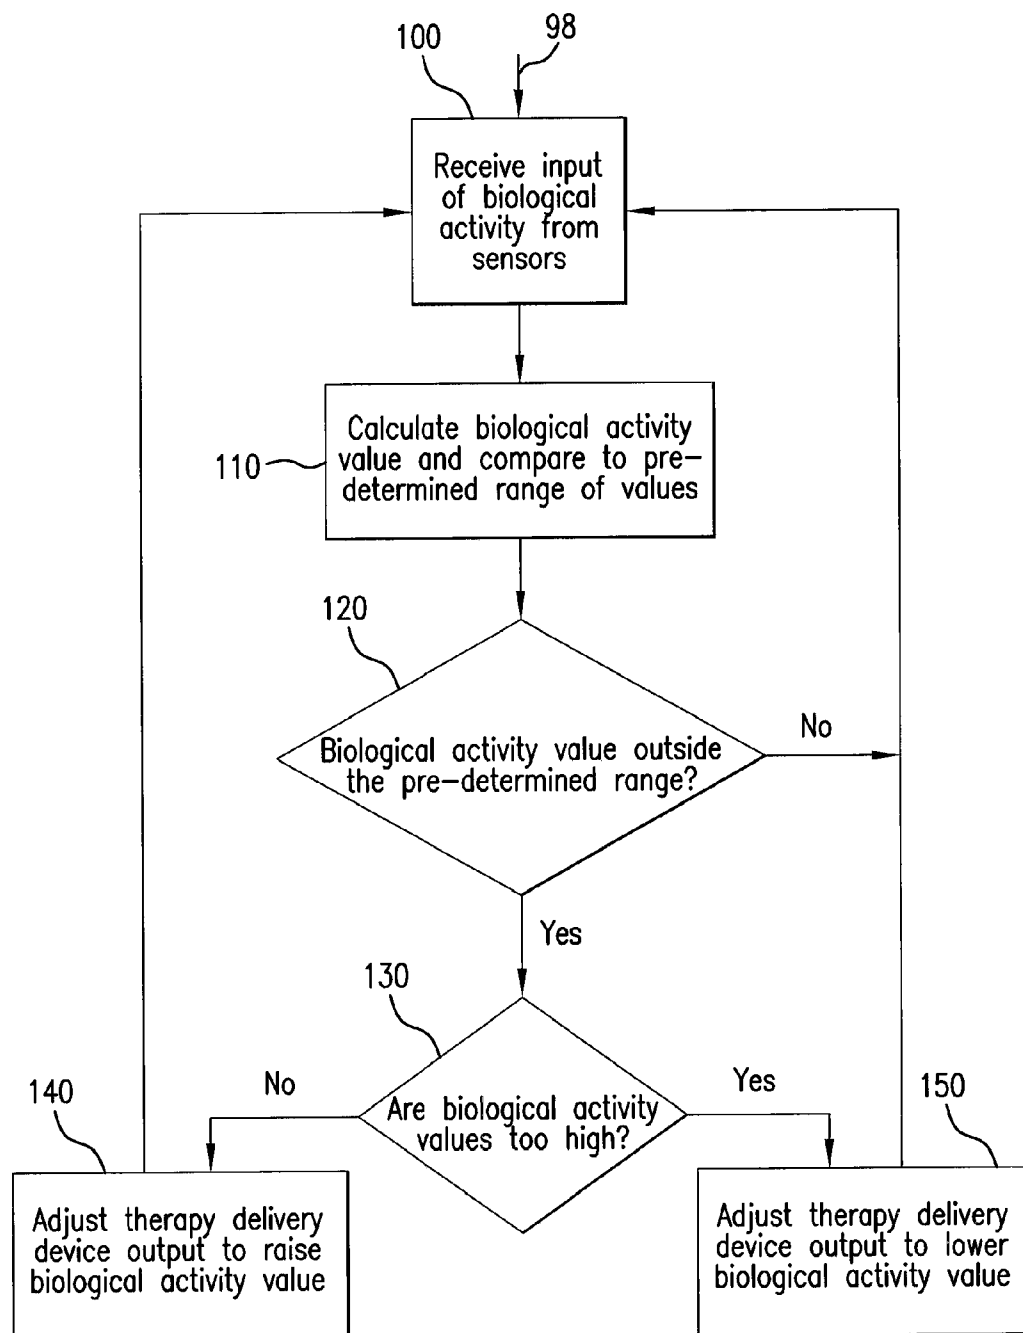 98
100
Receive input
of biological
activity from
sensors
110
Calculate biological activity
value and compare to pre-
determined range of values
120
Biological activity value outside
the pre-determined range?
No
Yes
130
Are biological activity
values too high?
No
Yes
140
Adjust therapy delivery
device output to raise
biological activity value
150
Adjust therapy delivery
device output to lower
biological activity value